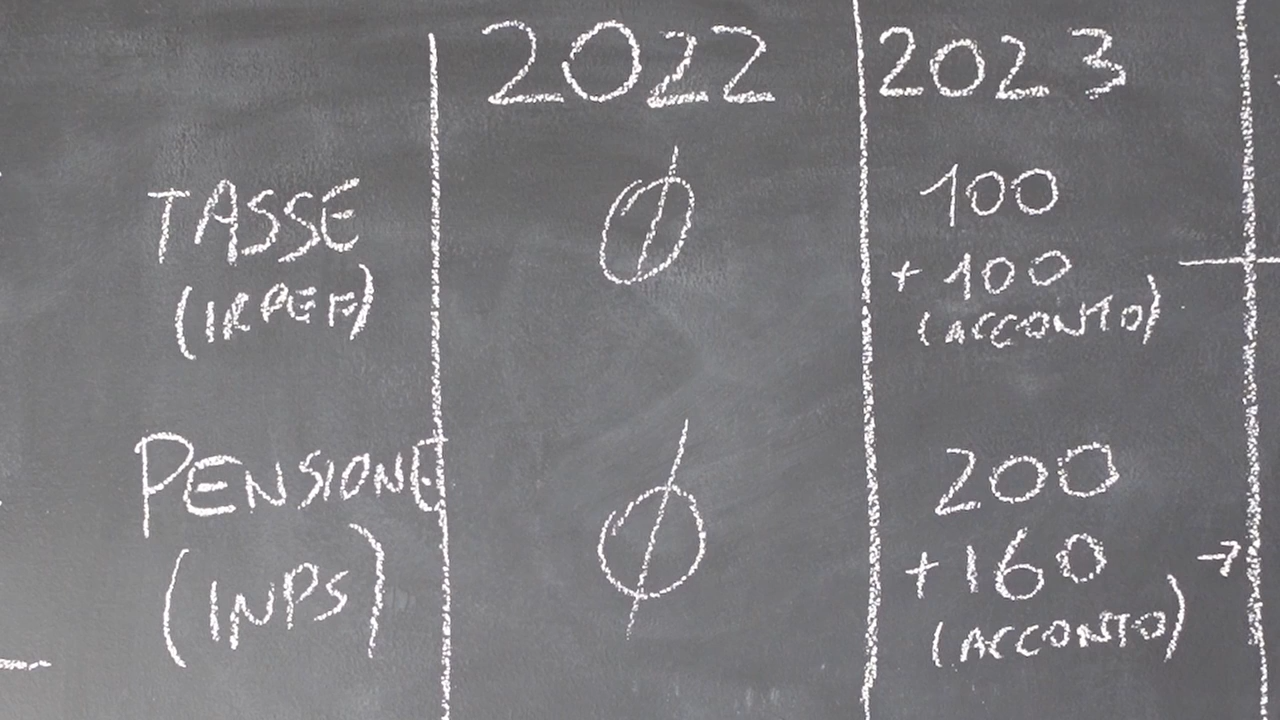 2022 2023
TASSE Ø 100
(IRPEF) + 100
(ACCONTO)
PENSIONE Ø 200
(INPS) +160 →
(ACCONTO)